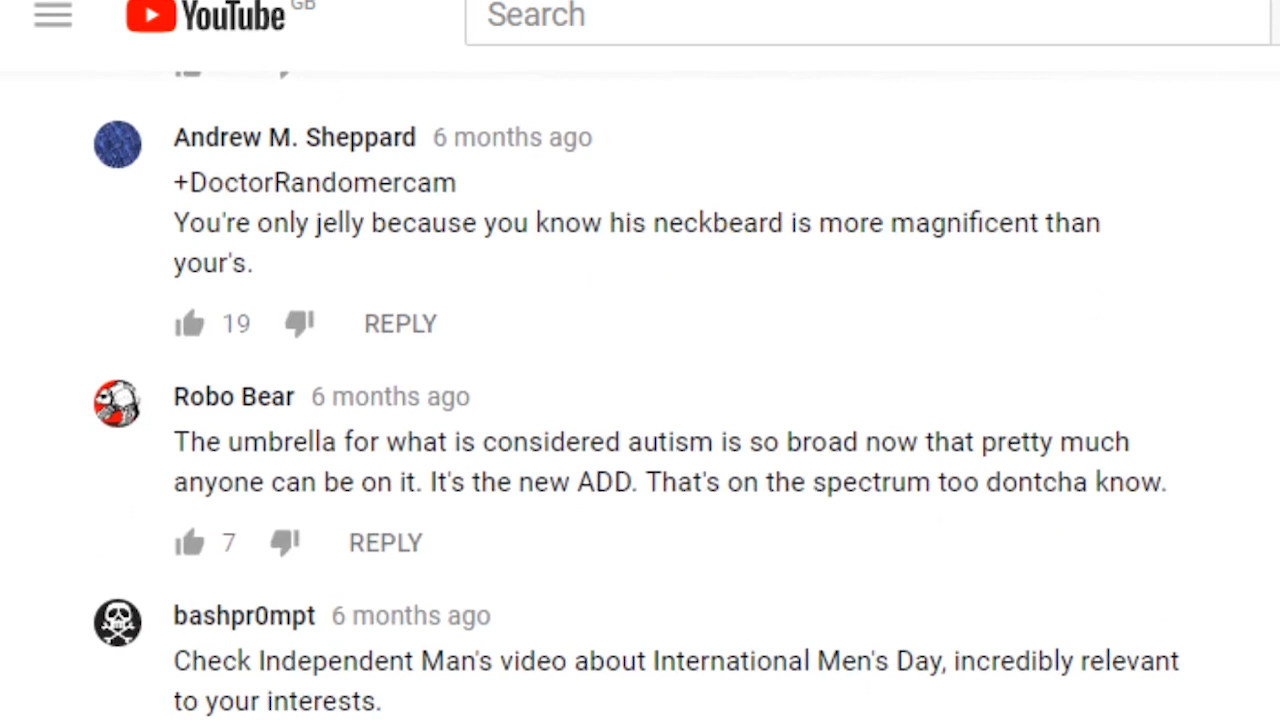 YouTube GB
Search
Andrew M. Sheppard 6 months ago
+DoctorRandomercam
You're only jelly because you know his neckbeard is more magnificent than
your's.
19 REPLY
Robo Bear 6 months ago
The umbrella for what is considered autism is so broad now that pretty much
anyone can be on it. It's the new ADD. That's on the spectrum too dontcha know.
7 REPLY
bashpr0mpt 6 months ago
Check Independent Man's video about International Men's Day, incredibly relevant
to your interests.